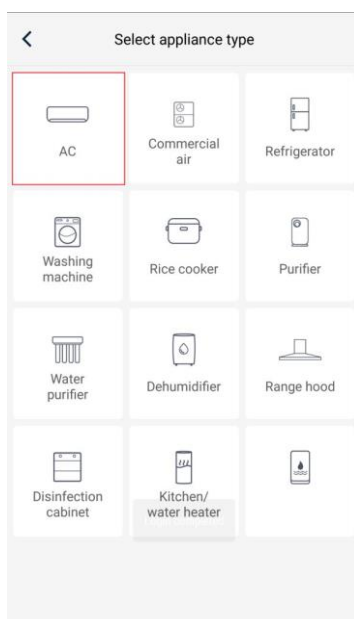 Select appliance type
AC
Commercial
air
Refrigerator
Washing
machine
Rice cooker
Purifier
Water
purifier
Dehumidifier
Range hood
Disinfection
cabinet
Kitchen/
water heater